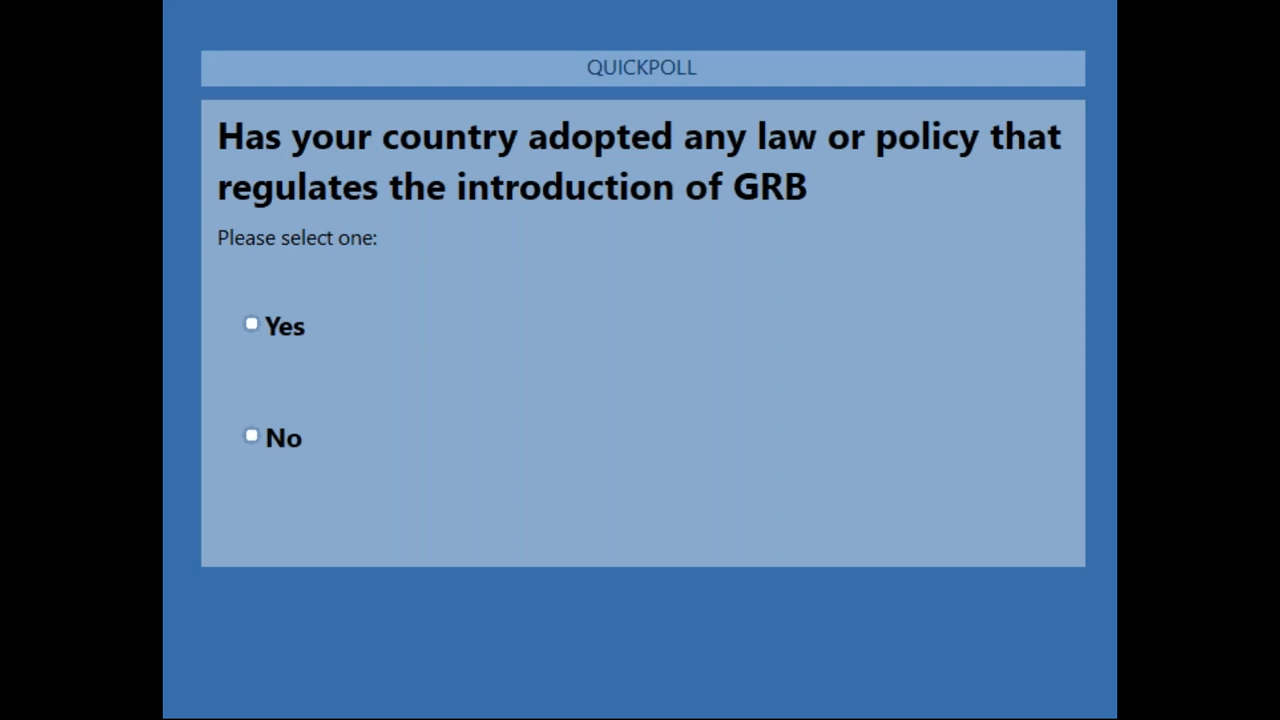 QUICKPOLL
Has your country adopted any law or policy that
regulates the introduction of GRB
Please select one:
Yes
No